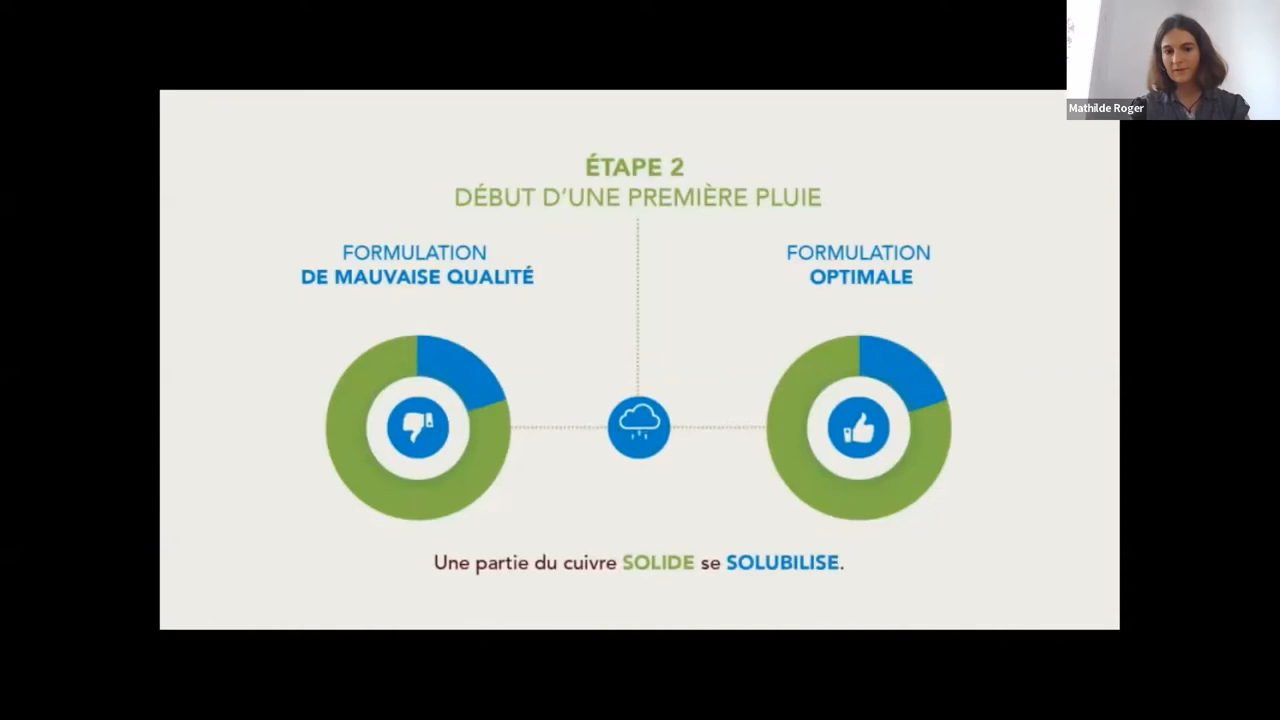 Mathilde Roger
ÉTAPE 2
DÉBUT D’UNE PREMIÈRE PLUIE
FORMULATION
DE MAUVAISE QUALITÉ
FORMULATION
OPTIMALE
Une partie du cuivre SOLIDE se SOLUBILISE.